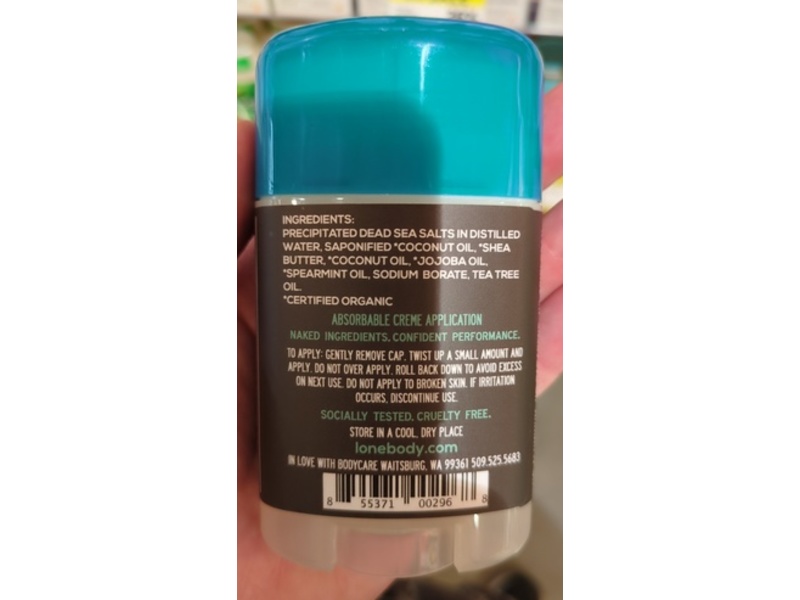 INGREDIENTS:
PRECIPITATED DEAD SEA SALTS IN DISTILLED
WATER, SAPONIFIED *COCONUT OIL, *SHEA
BUTTER, *COCONUT OIL, *JOJOBA OIL,
*SPEARMINT OIL, SODIUM BORATE, TEA TREE
OIL.
*CERTIFIED ORGANIC
ABSORBABLE CREME APPLICATION
NAKED INGREDIENTS. CONFIDENT PERFORMANCE.
TO APPLY: GENTLY REMOVE CAP. TWIST UP A SMALL AMOUNT AND
APPLY. DO NOT OVER APPLY. ROLL BACK DOWN TO AVOID EXCESS
ON NEXT USE. DO NOT APPLY TO BROKEN SKIN. IF IRRITATION
OCCURS, DISCONTINUE USE.
SOCIALLY TESTED. CRUELTY FREE.
STORE IN A COOL, DRY PLACE
lonebody.com
IN LOVE WITH BODYCARE WAITSBURG, WA 99361 509.525.5683
8 55371 00296 8